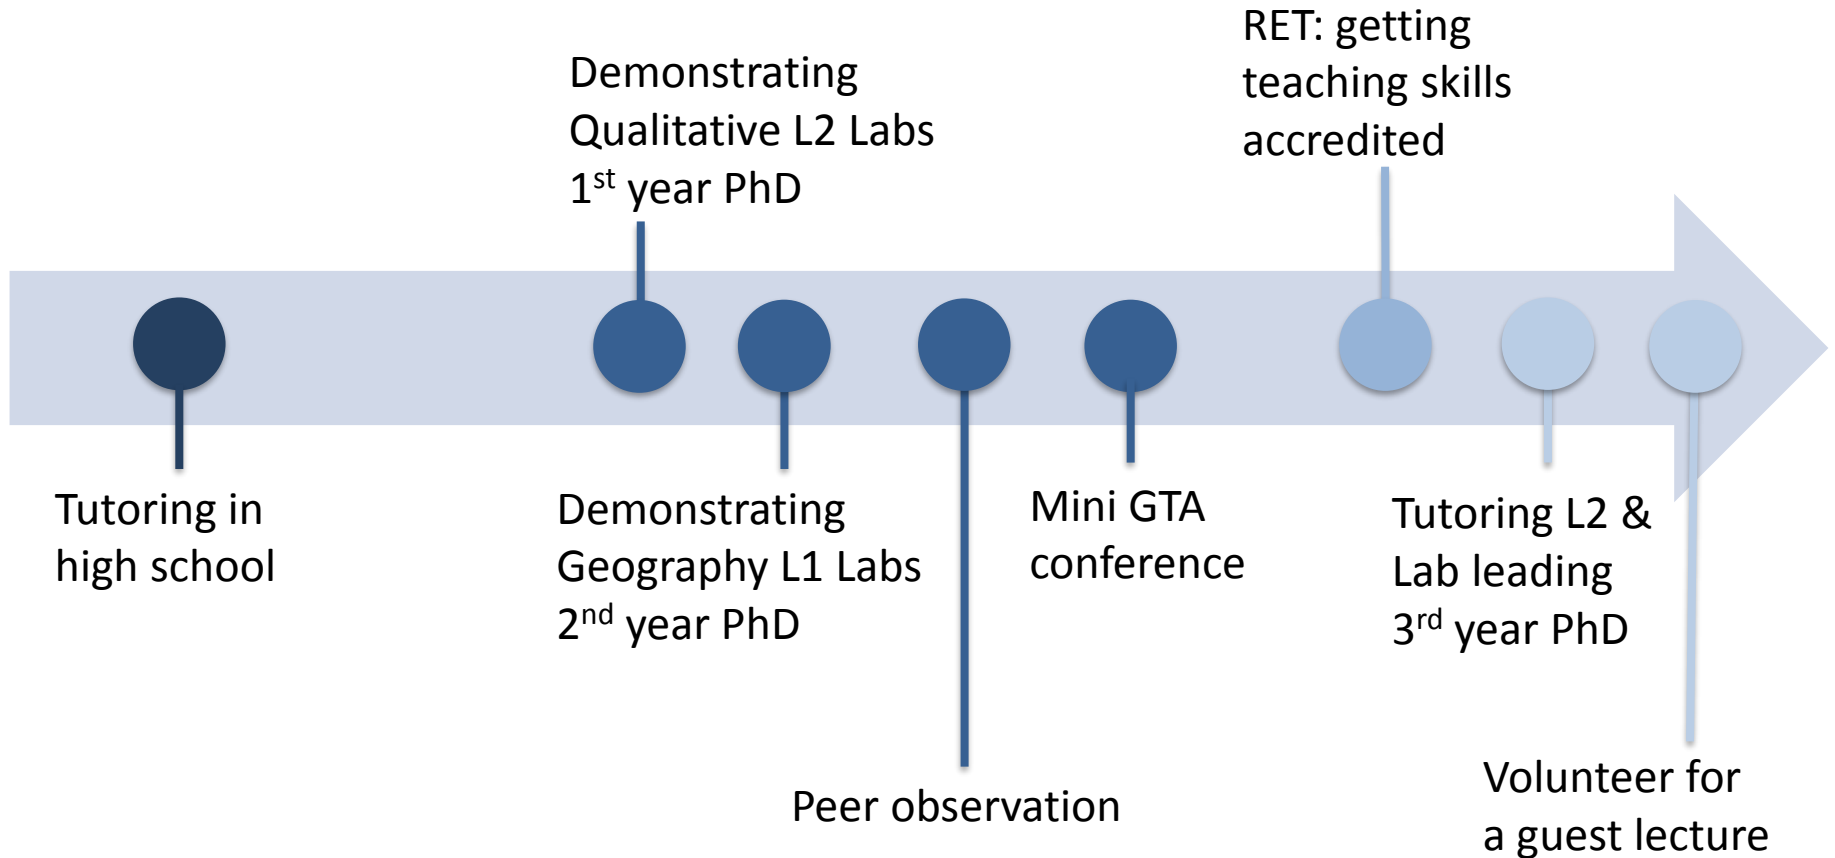 Tutoring in
high school
Demonstrating
Qualitative L2 Labs
1st year PhD
Demonstrating
Geography L1 Labs
2nd year PhD
Peer observation
Mini GTA
conference
RET: getting
teaching skills
accredited
Tutoring L2 &
Lab leading
3rd year PhD
Volunteer for
a guest lecture